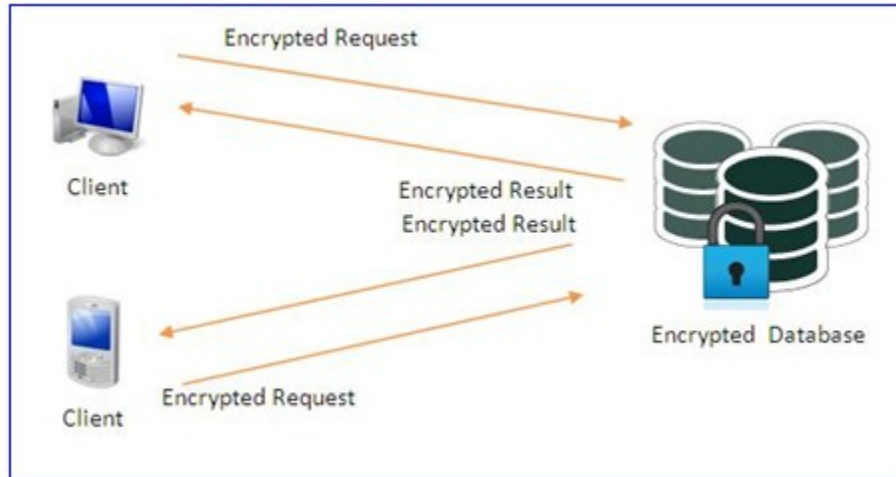 Encrypted Request
Client
Encrypted Result
Encrypted Result
Encrypted Database
Encrypted Request
Client